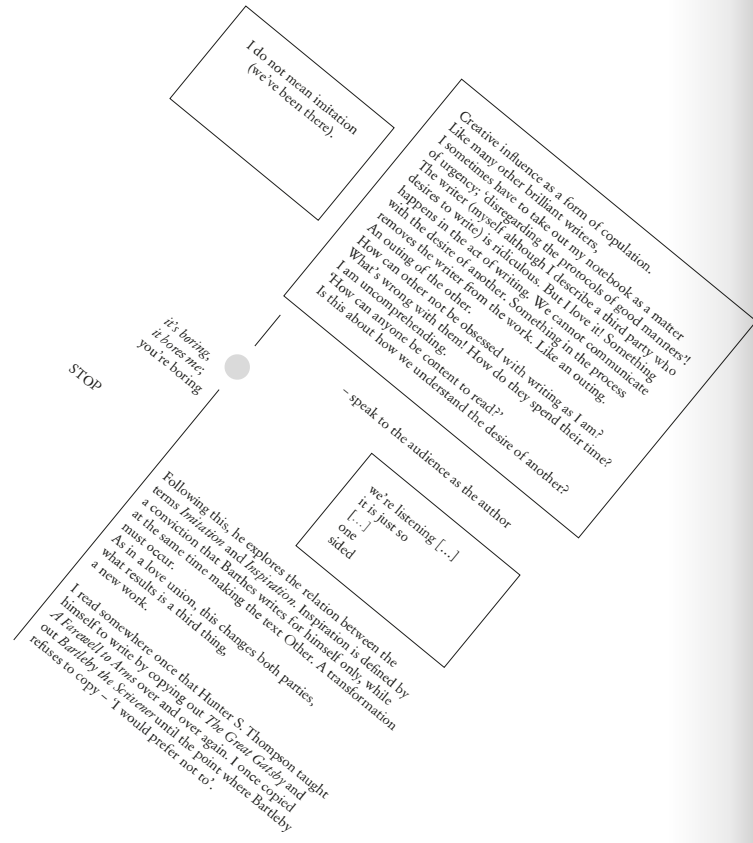 I do not mean imitation
(we've been there).
Creative influence as a form of copulation.
Like many other brilliant writers,
I sometimes have to take out my notebook as a matter
of urgency; 'disregarding the protocols of good manners'!
The writer (myself although I describe a third party who
desires to write) is ridiculous. But I love it! Something
happens in the act of writing. We cannot communicate
with the desire of another. Something in the process
removes the writer from the work. Like an outing.
An outing of the other.
How can other not be obsessed with writing as I am?
What's wrong with them! How do they spend their time?
I am uncomprehending.
'How can anyone be content to read?'
Is this about how we understand the desire of another?
it's boring,
it bores me;
you're boring
STOP
– speak to the audience as the author
we're listening […]
it is just so
[…]
one
sided
Following this, he explores the relation between the
terms Imitation and Inspiration. Inspiration is defined by
a conviction that Barthes writes for himself only, while
at the same time making the text Other. A transformation
must occur.
As in a love union, this changes both parties,
what results is a third thing,
a new work.
I read somewhere once that Hunter S. Thompson taught
himself to write by copying out The Great Gatsby and
A Farewell to Arms over and over again. I once copied
out Bartleby the Scrivener until the point where Bartleby
refuses to copy – 'I would prefer not to'.